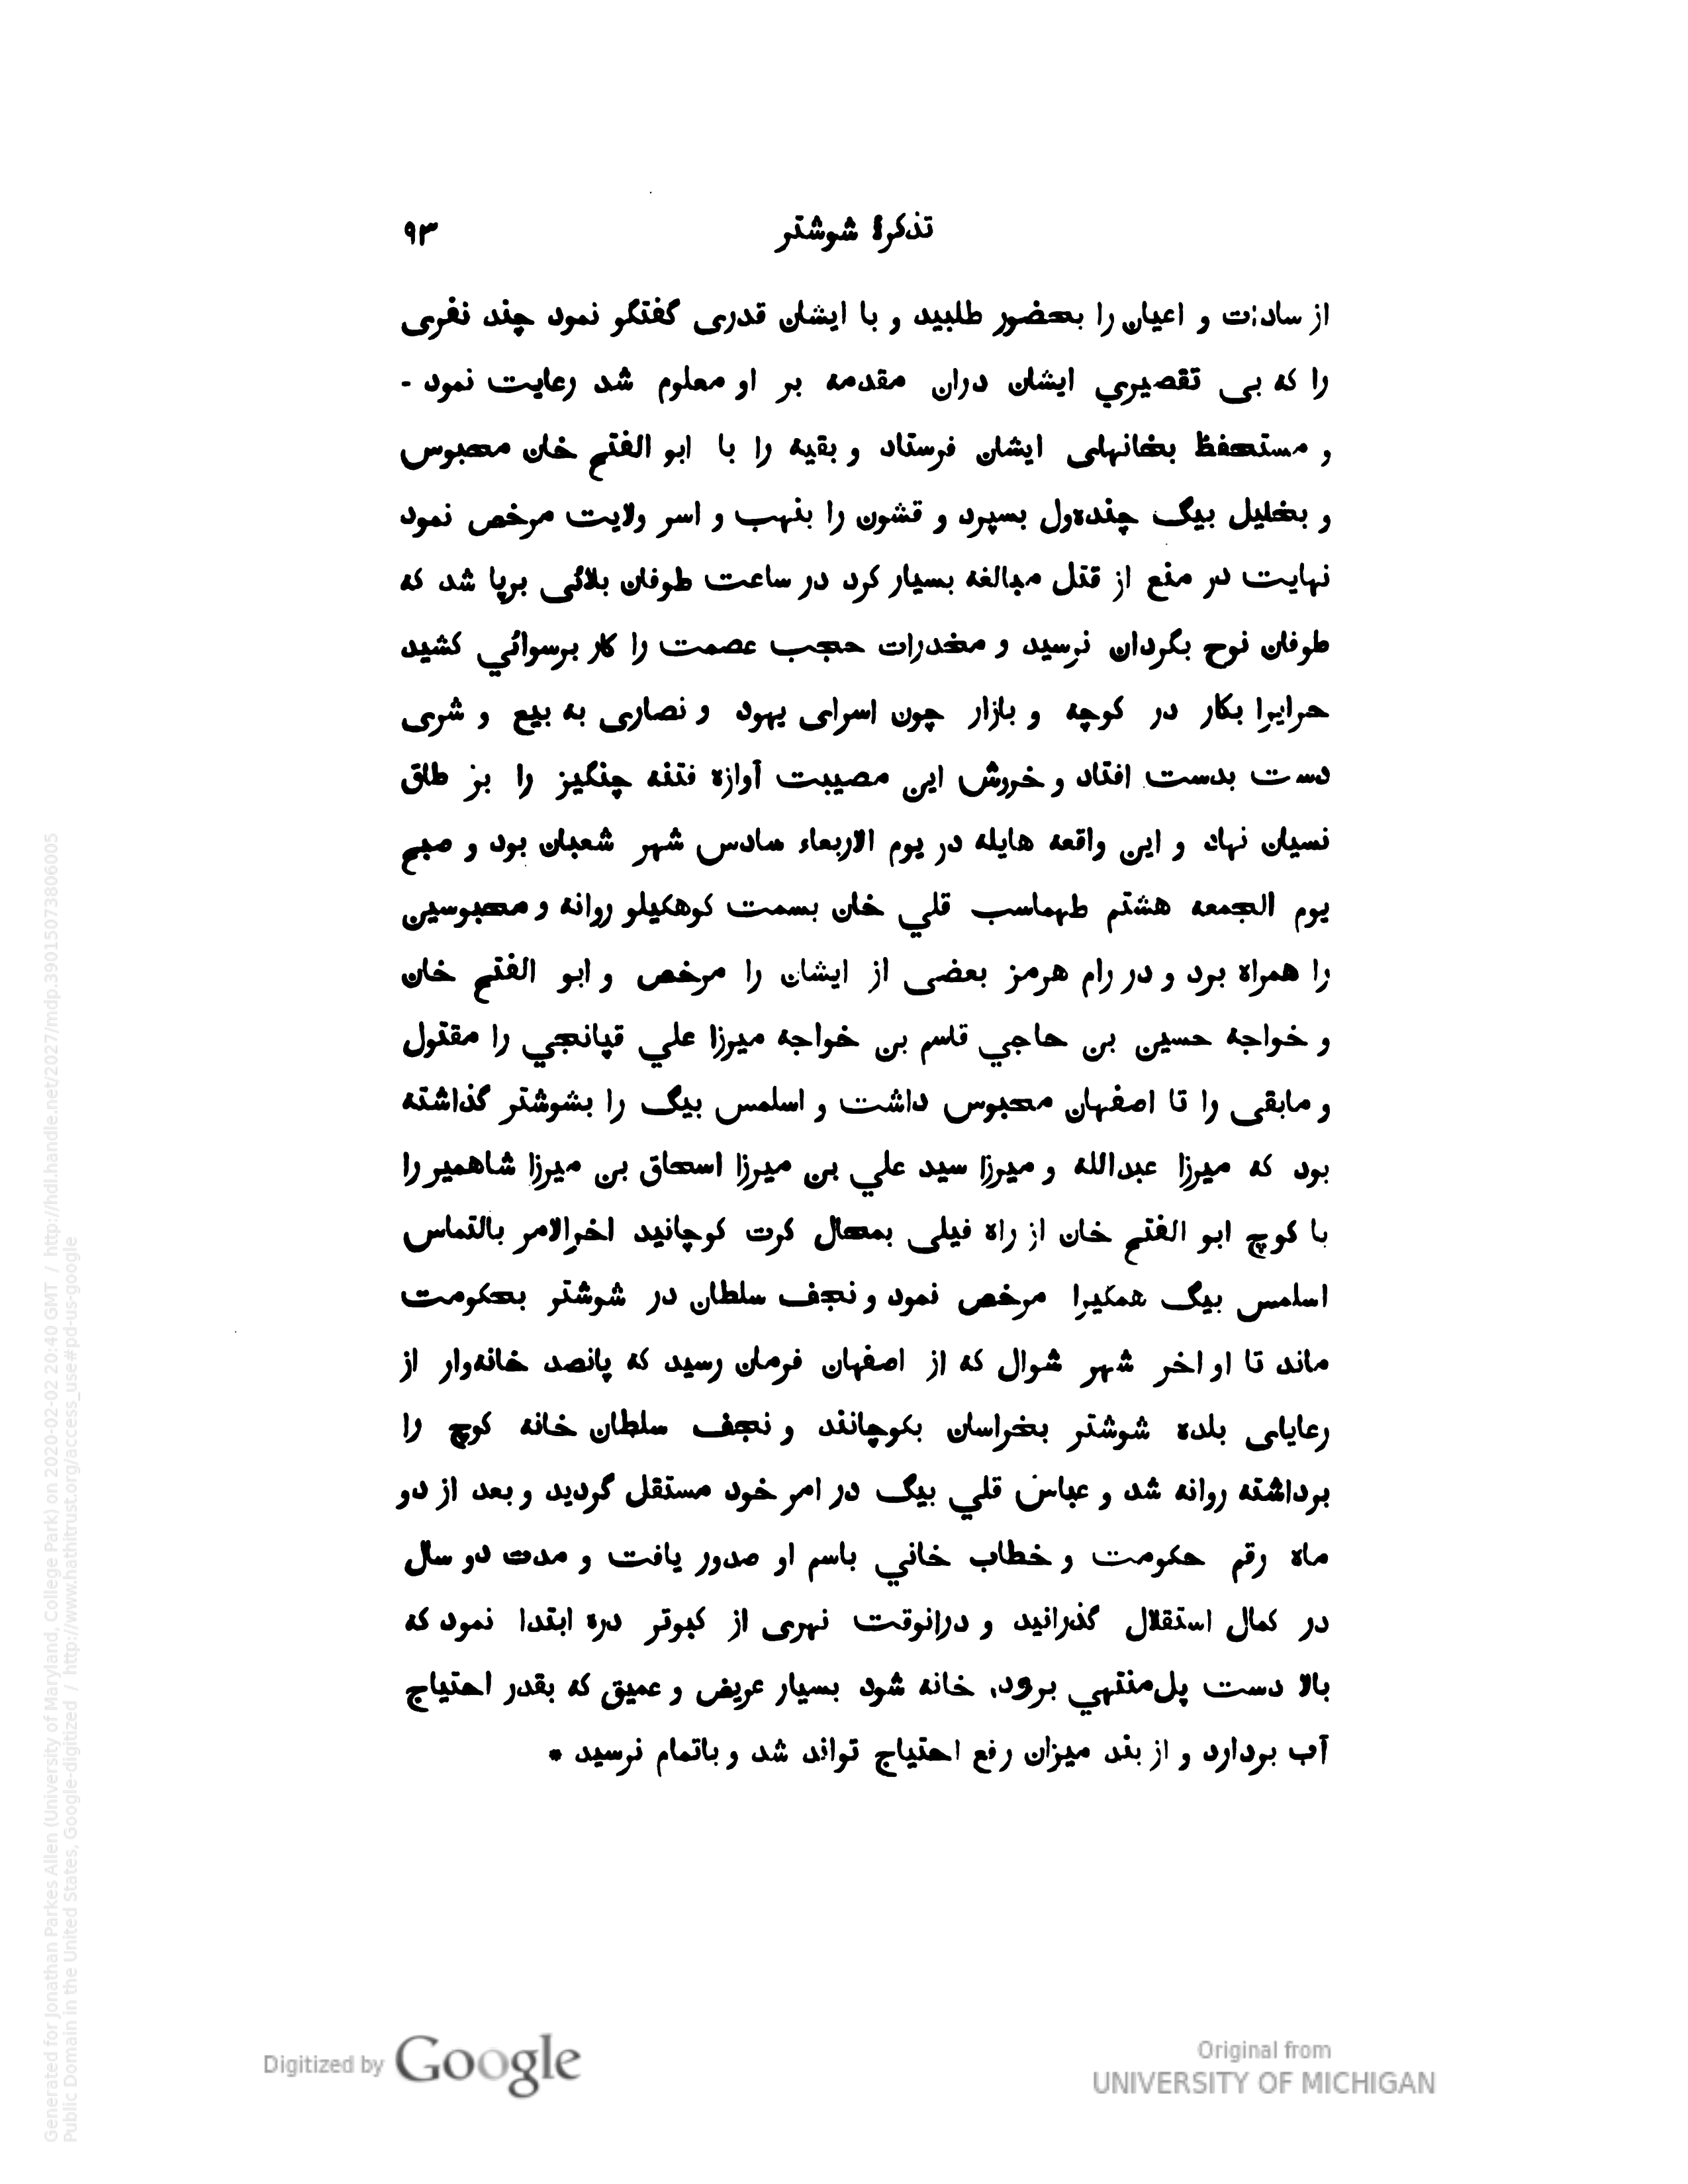 تذکرهٔ شوشتر ۹۳
از سادات و اعیان را بحضور طلبید و با ایشان قدری گفتگو نمود چند نفری
را که بی تقصیري ایشان دران مقدمه بر او معلوم شد رعایت نمود -
و مستحفظ بخانهای ایشان فرستاد و بقیه را با ابو الفتح خان محبوس
و بخلیل بیگ چندەول بسپرد و قشون را بنهب و اسر ولایت مرخص نمود
نهایت در منع از قتل مبالغه بسیار کرد در ساعت طوفان بلائی برپا شد که
طوفان نوح بگردان نرسید و مخدرات حجب عصمت را کار برسوائي کشید
حرایرا بکار در کوچه و بازار چون اسرای یهود و نصاری به بیع و شری
دست بدست افتاد و خروش این مصیبت آوازه فتنه چنگیز را بز طاق
نسیان نهاد و این واقعه هایله در یوم الاربعاء سادس شهر شعبان بود و صبح
یوم الجمعه هشتم طهماسب قلي خان بسمت کوهکیلو روانه و محبوسین
را همراه برد و در رام هرمز بعضی از ایشان را مرخص و ابو الفتح خان
و خواجه حسین بن حاجي قاسم بن خواجه میرزا علي قپانچي را مقتول
و مابقی را تا اصفهان محبوس داشت و اسلمس بیگ را بشوشتر گذاشته
بود که میرزا عبدالله و میرزا سید علي بن میرزا اسحاق بن میرزا شاهمیر را
با کوچ ابو الفتح خان از راه فیلی بمحال کرت کوچانید اخرالامر بالتماس
اسلمس بیگ همکیرا مرخص نمود و نجف سلطان در شوشتر بحکومت
ماند تا او اخر شهر شوال که از اصفهان فرمان رسید که پانصد خانه‌وار از
رعایای بلده شوشتر بخراسان بکوچانند و نجف سلطان خانه کوچ را
برداشته روانه شد و عباس قلي بیگ در امر خود مستقل گردید و بعد از دو
ماه رقم حکومت و خطاب خاني باسم او صدور یافت و مدت دو سال
در کمال استقلال گذرانید و درانوقت نهری از کبوتر دره ابتدا نمود که
بالا دست پل‌منتهي برود، خانه شود بسیار عریض و عمیق که بقدر احتیاج
آب بردارد و از بند میزان رفع احتیاج تواند شد و باتمام نرسید *
Digitized by Google
Original from
UNIVERSITY OF MICHIGAN
Generated for Jonathan Parkes Allen (University of Maryland, College Park) on 2020-02-02 20:40 GMT / http://hdl.handle.net/2027/mdp.39015073806005
Public Domain in the United States, Google-digitized / http://www.hathitrust.org/access_use#pd-us-google